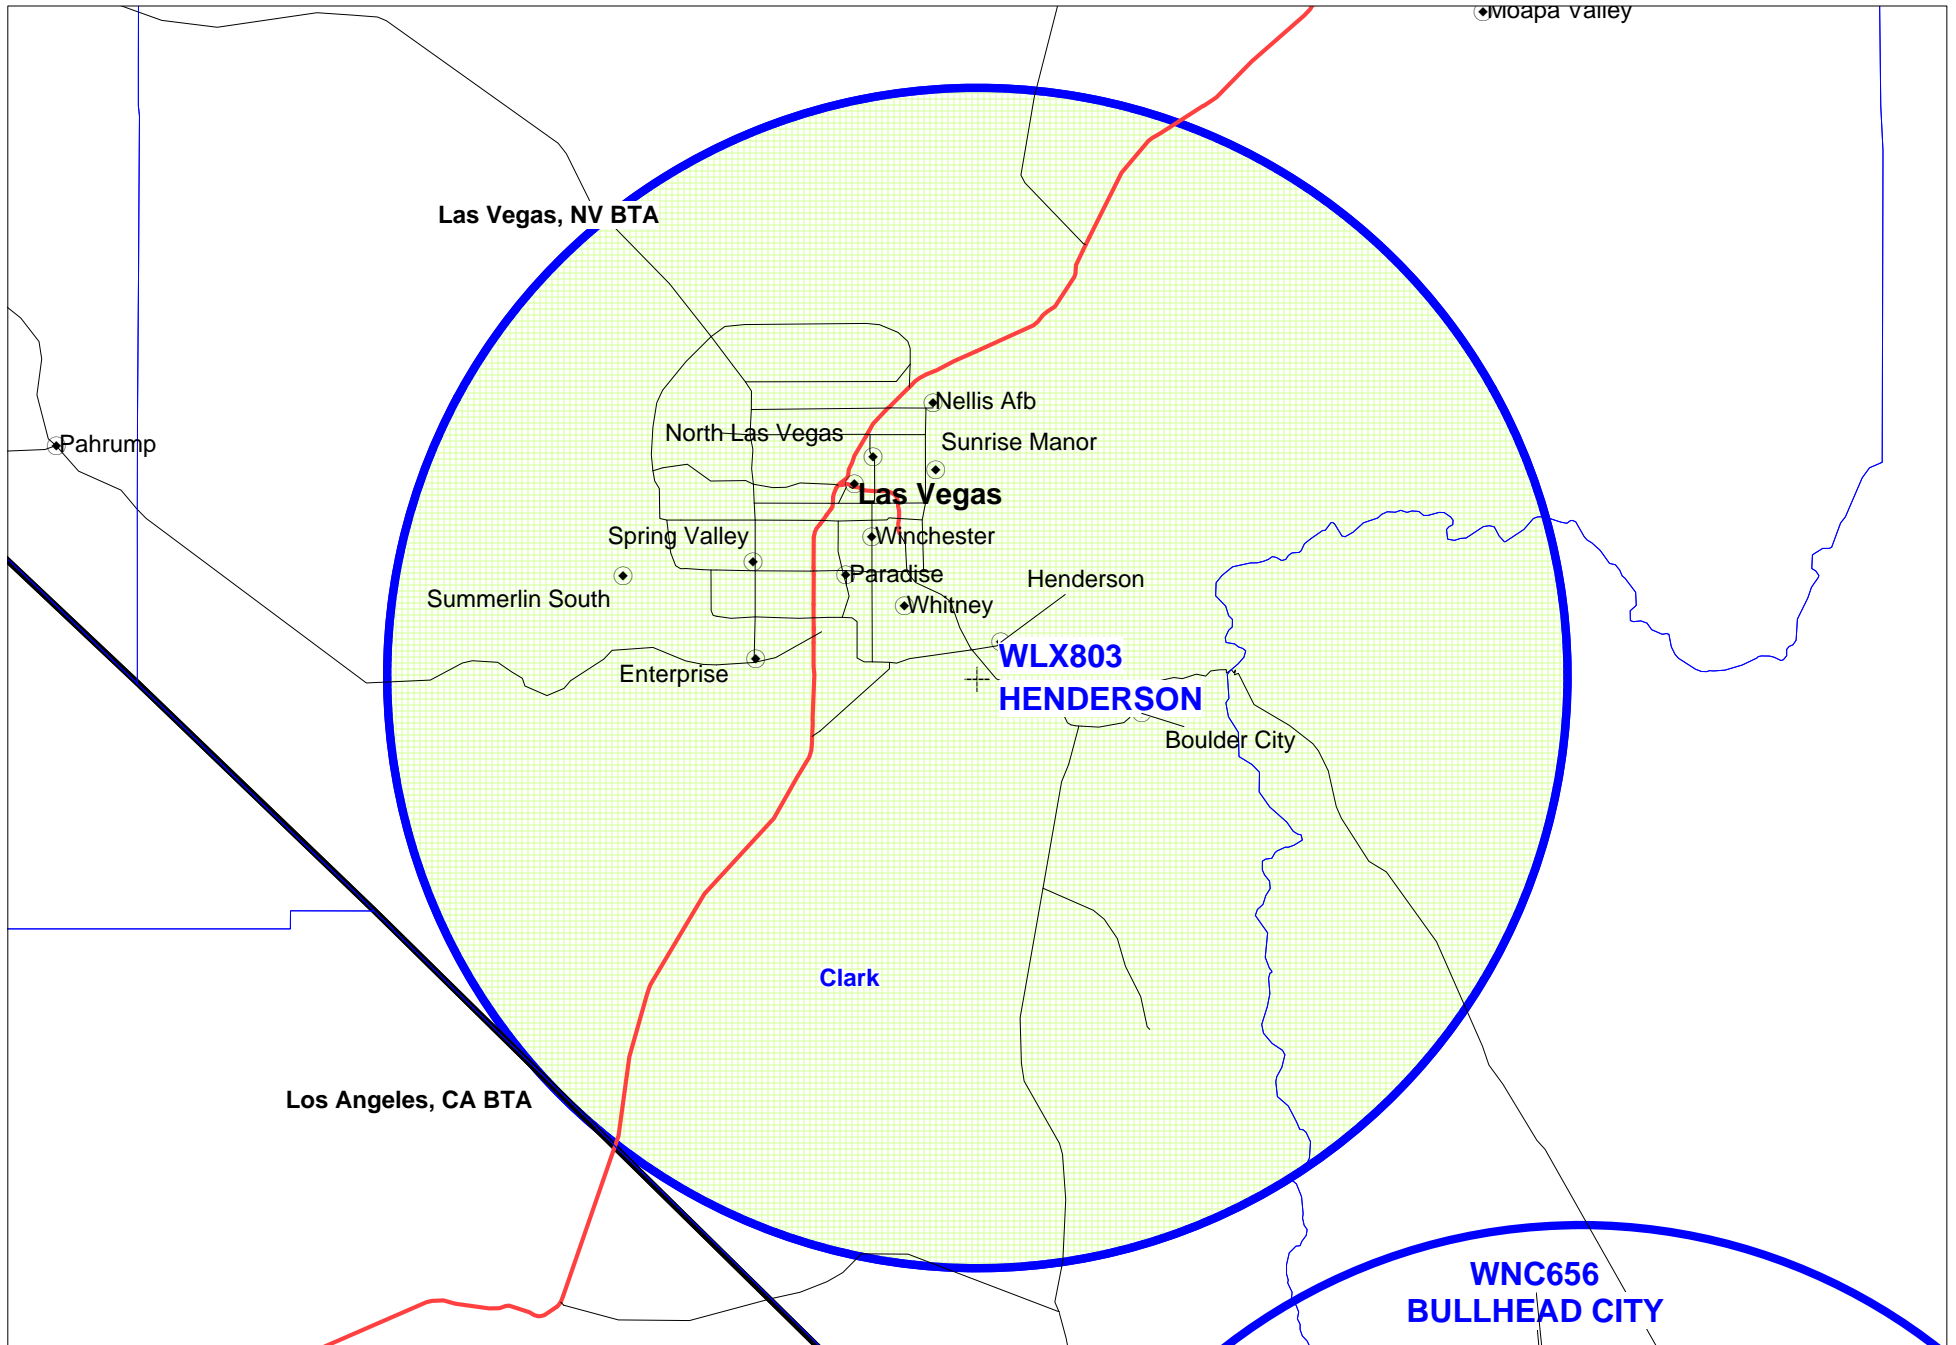 Moapa Valley
Las Vegas, NV BTA
Nellis Afb
North Las Vegas
Sunrise Manor
Pahrump
Las Vegas
Spring Valley
Winchester
Paradise
Henderson
Summerlin South
Whitney
WLX803
HENDERSON
Enterprise
Boulder City
Clark
Los Angeles, CA BTA
WNC656
BULLHEAD CITY